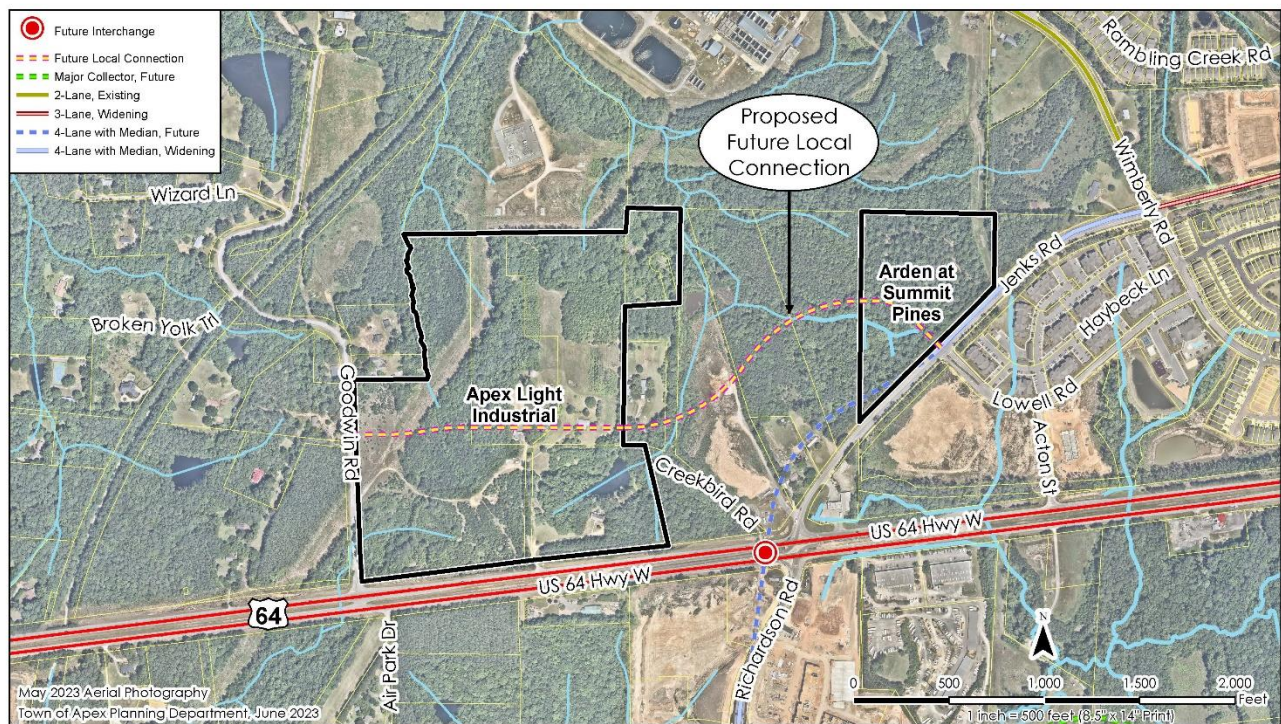 Future Interchange
Future Local Connection
Major Collector, Future
2-Lane, Existing
3-Lane, Widening
4-Lane with Median, Future
4-Lane with Median, Widening
Rambling Creek Rd
Proposed
Future Local
Connection
Wimberly Rd
Wizard Ln
Jenks Rd
Arden at
Summit
Pines
Haybeck Ln
Broken Yolk Trl
Goodwin Rd
Apex Light
Industrial
Lowell Rd
Acton St
Creekbird Rd
US 64 Hwy W
US 64 Hwy W
64
Air Park Dr
Richardson Rd
N
May 2023 Aerial Photography
Town of Apex Planning Department, June 2023
0 500 1,000 1,500 2,000
Feet
1 inch = 500 feet (8.5" x 14" Print)